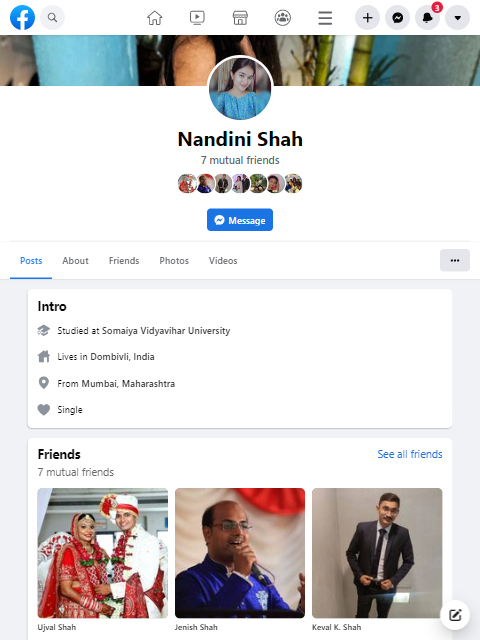 3
Nandini Shah
7 mutual friends
Message
Posts About Friends Photos Videos
Intro
Studied at Somaiya Vidyavihar University
Lives in Dombivli, India
From Mumbai, Maharashtra
Single
Friends See all friends
7 mutual friends
Ujval Shah Jenish Shah Keval K. Shah